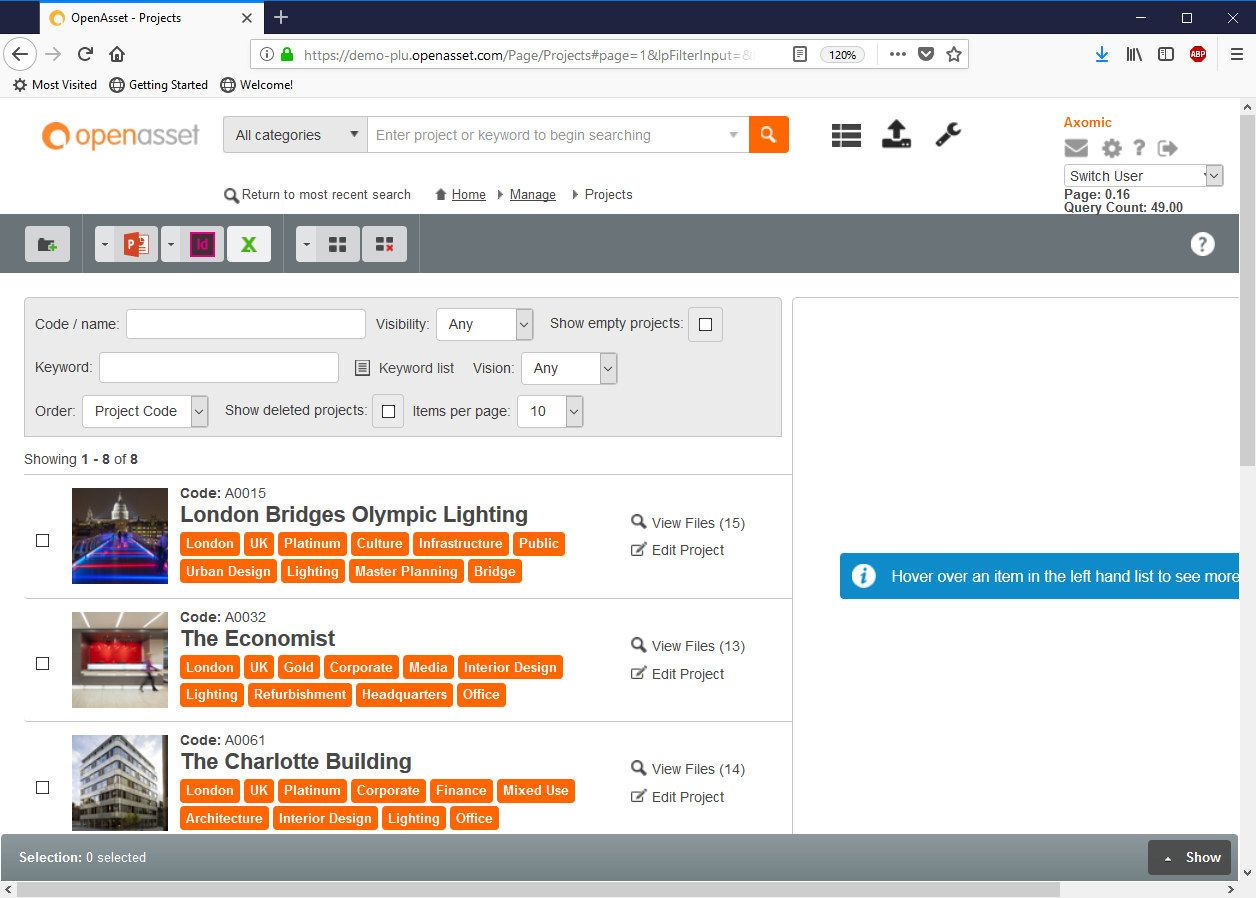 OpenAsset - Projects
https://demo-plu.openasset.com/Page/Projects#page=1&lpFilterInput=&
120%
ABP
Most Visited
Getting Started
Welcome!
openasset
All categories
Enter project or keyword to begin searching
Axomic
Switch User
Page: 0.16
Query Count: 49.00
Return to most recent search
Home
Manage
Projects
P
Id
X
?
Code / name:
Visibility:
Any
Show empty projects:
Keyword:
Keyword list
Vision:
Any
Order:
Project Code
Show deleted projects:
Items per page:
10
Showing 1 - 8 of 8
Code: A0015
London Bridges Olympic Lighting
London UK Platinum Culture Infrastructure Public
Urban Design Lighting Master Planning Bridge
View Files (15)
Edit Project
Code: A0032
The Economist
London UK Gold Corporate Media Interior Design
Lighting Refurbishment Headquarters Office
View Files (13)
Edit Project
Code: A0061
The Charlotte Building
London UK Platinum Corporate Finance Mixed Use
Architecture Interior Design Lighting Office
View Files (14)
Edit Project
Hover over an item in the left hand list to see more
Selection: 0 selected
Show